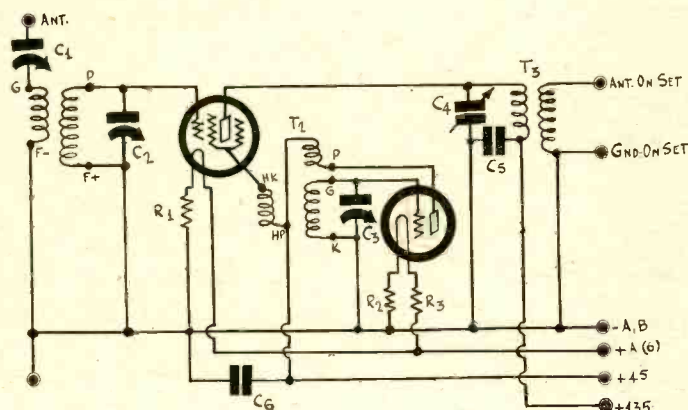 ANT.
C1
G
P
F-
F+
C2
R1
T2
HK
HP
P
G
K
C3
R2
R3
C4
C5
T3
ANT. ON SET
GND. ON SET
- A, B
+ A (6)
+45
+135
C6